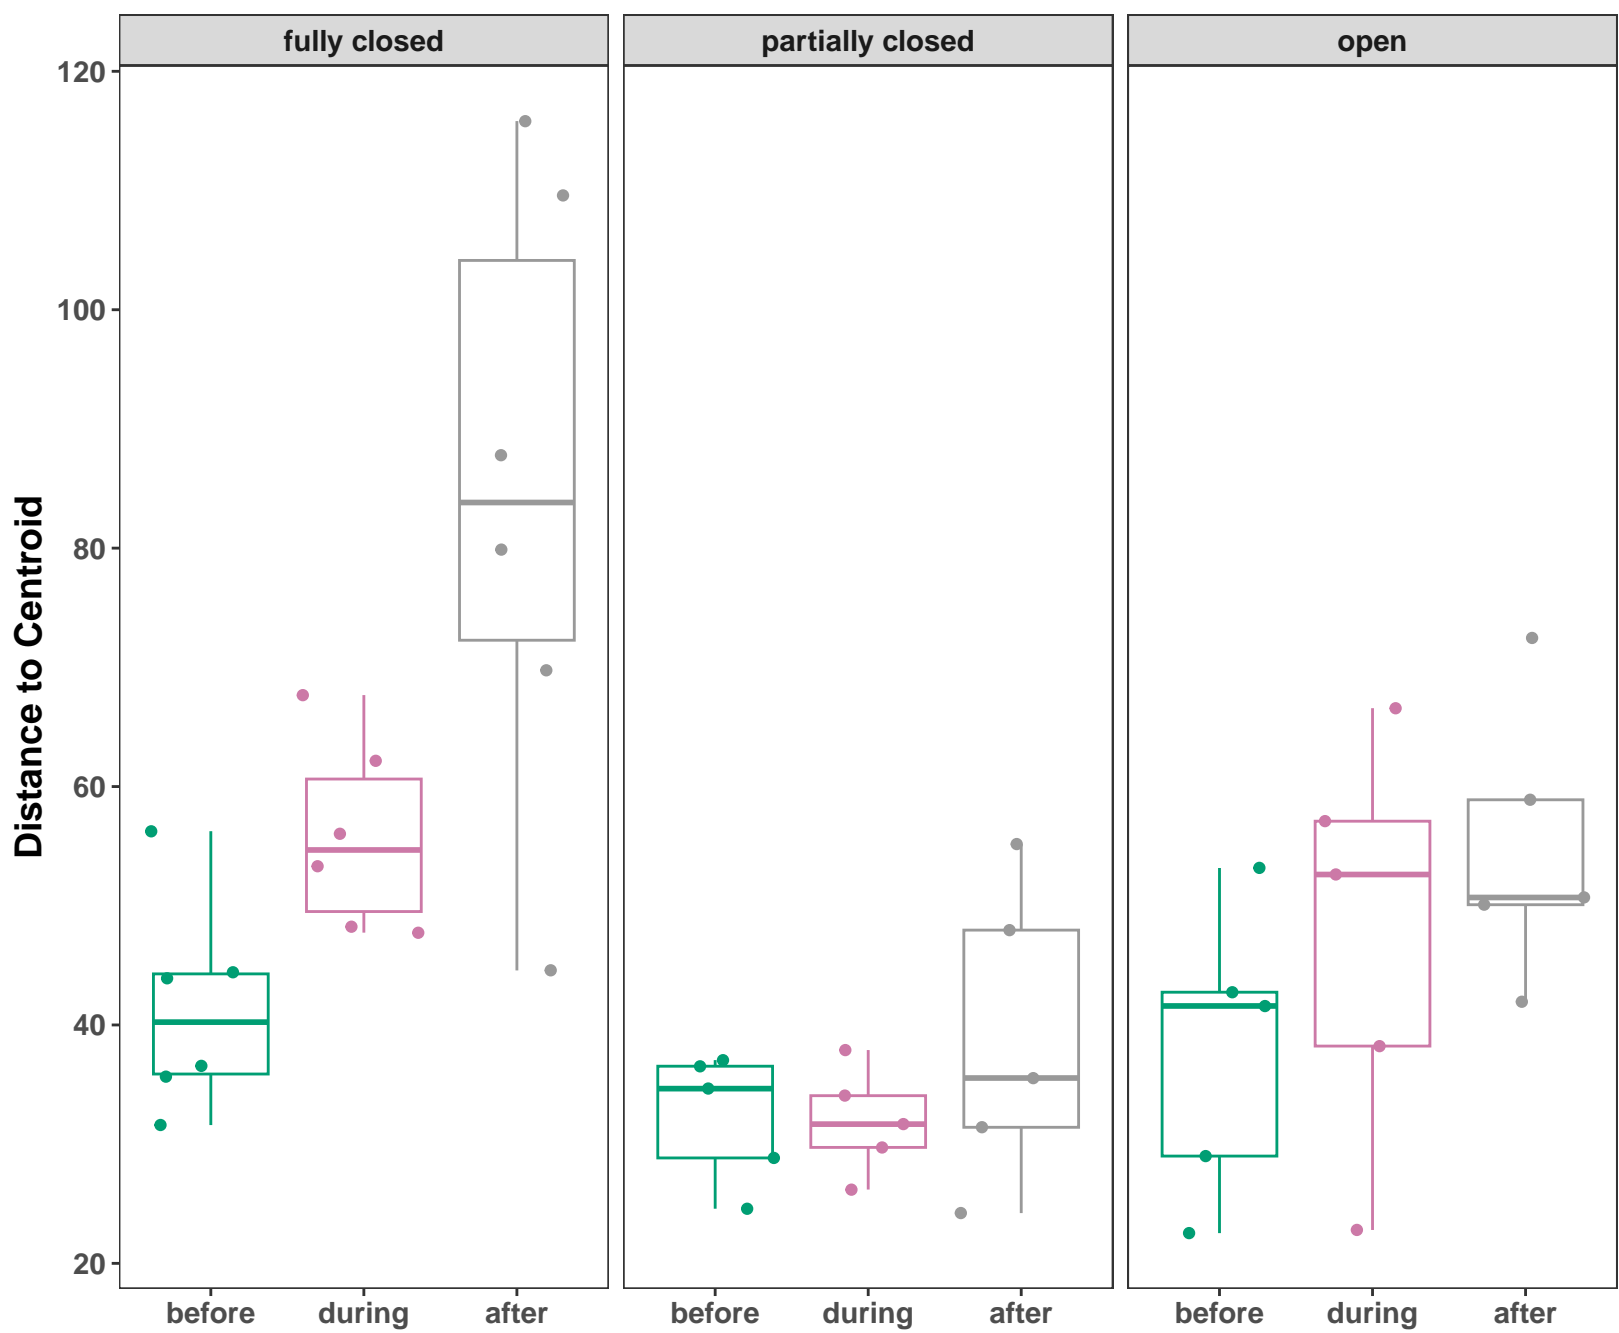 fully closed
partially closed
open
Distance to Centroid
120
100
80
60
40
20
before during after
before during after
before during after